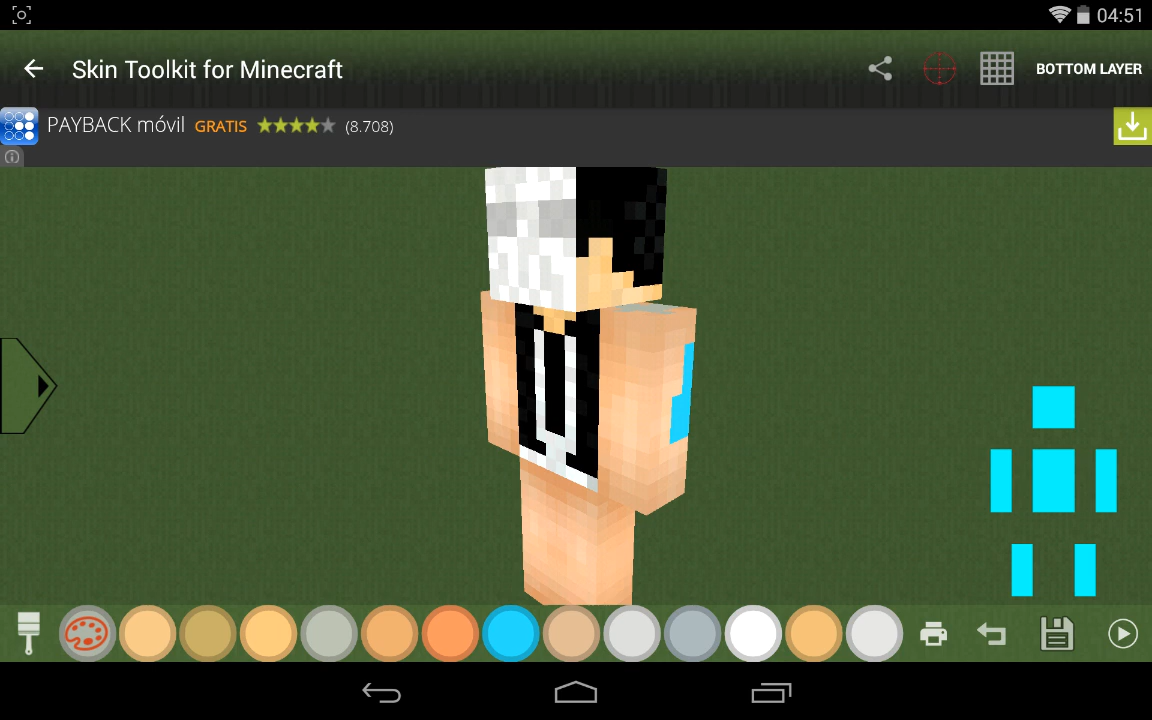 04:51
Skin Toolkit for Minecraft
BOTTOM LAYER
PAYBACK móvil GRATIS (8.708)